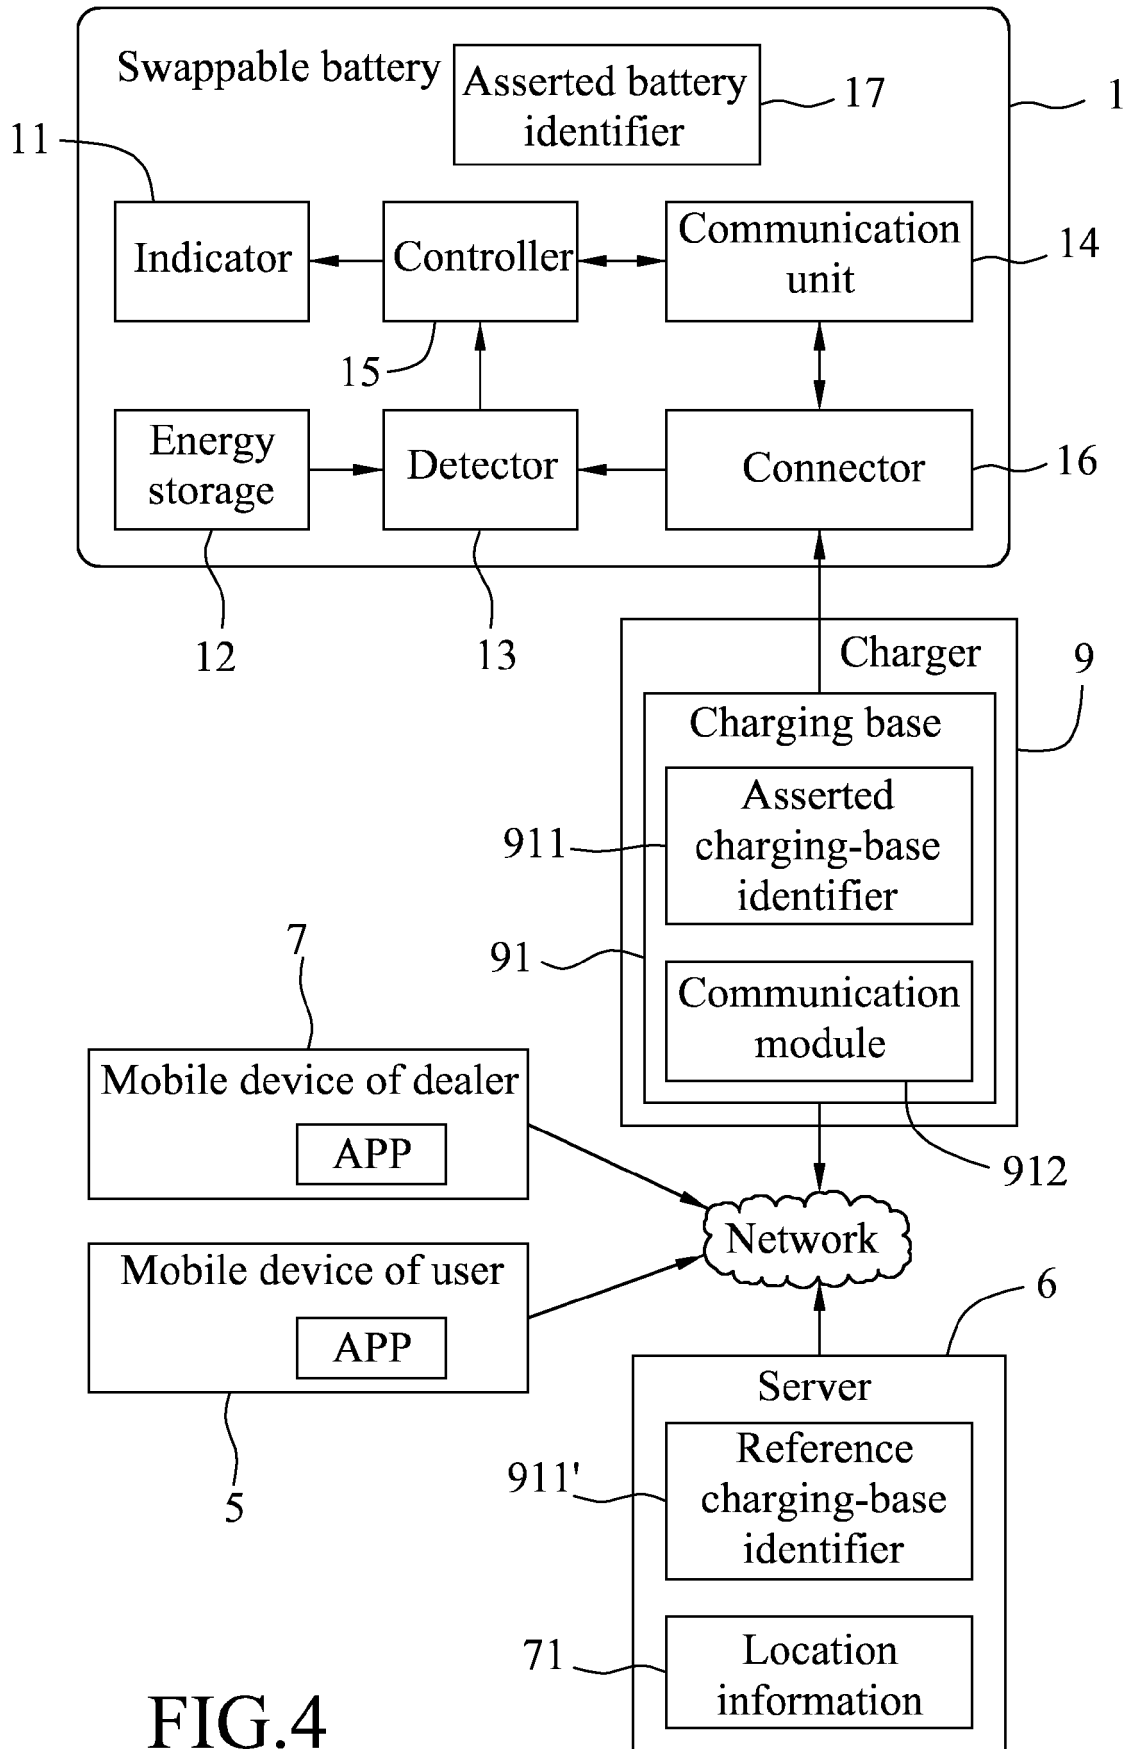 Swappable battery
Asserted battery
identifier
17
1
11
Indicator
Controller
Communication
unit
14
15
Energy
storage
Detector
Connector
16
12
13
Charger
9
Charging base
Asserted
charging-base
identifier
911
91
Communication
module
912
7
Mobile device of dealer
APP
Network
Mobile device of user
APP
5
6
Server
Reference
charging-base
identifier
911'
71
Location
information
FIG.4